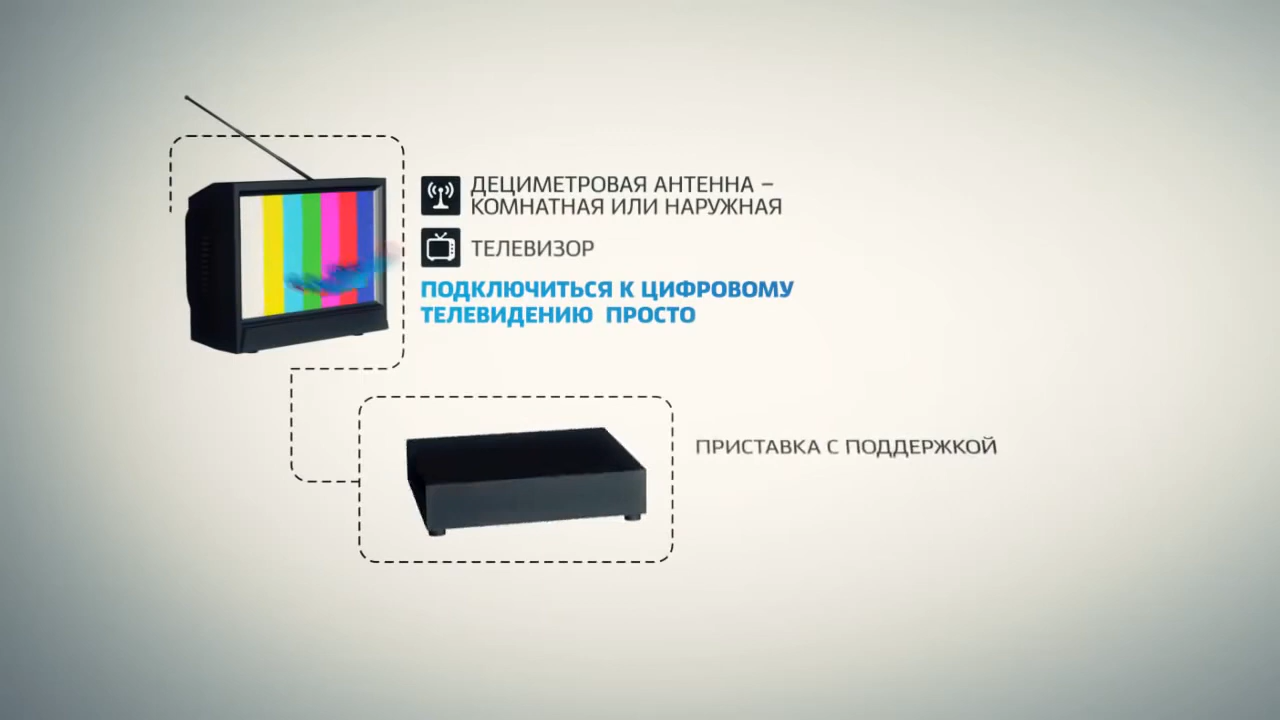 ДЕЦИМЕТРОВАЯ АНТЕННА –
КОМНАТНАЯ ИЛИ НАРУЖНАЯ
ТЕЛЕВИЗОР
ПОДКЛЮЧИТЬСЯ К ЦИФРОВОМУ
ТЕЛЕВИДЕНИЮ ПРОСТО
ПРИСТАВКА С ПОДДЕРЖКОЙ